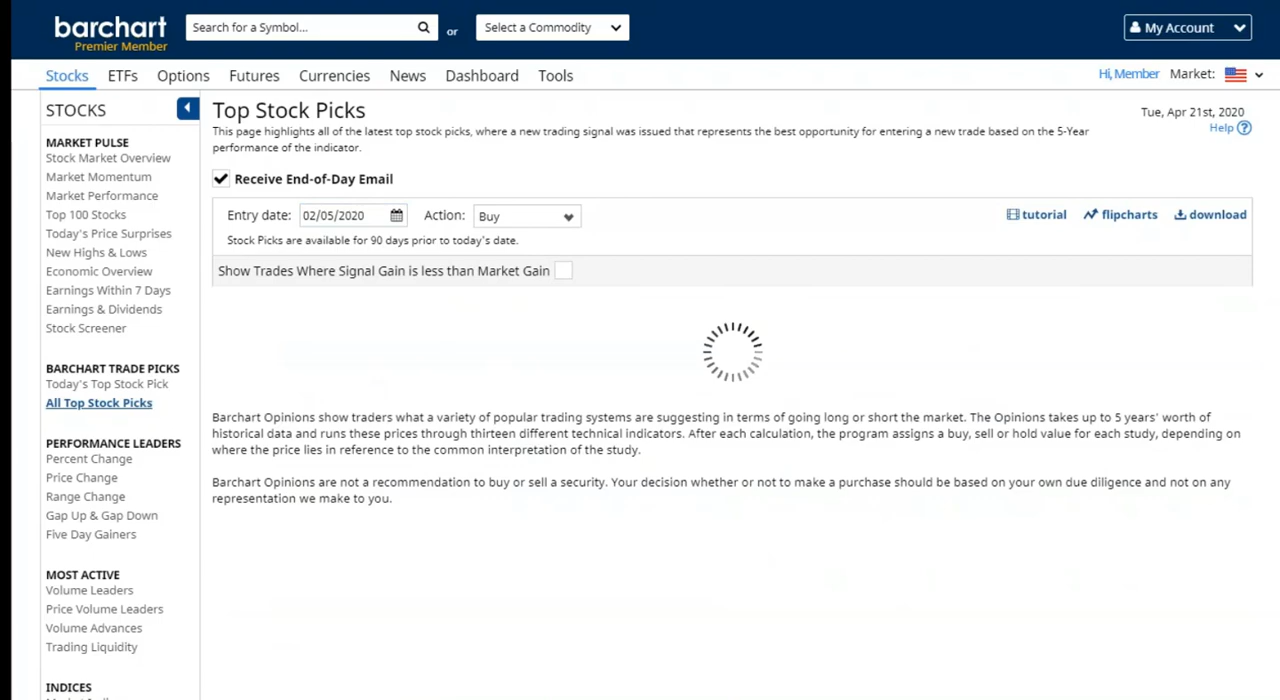 barchart
Premier Member
Search for a Symbol...
or
Select a Commodity
My Account
Stocks ETFs Options Futures Currencies News Dashboard Tools
Hi, Member Market:
STOCKS
MARKET PULSE
Stock Market Overview
Market Momentum
Market Performance
Top 100 Stocks
Today's Price Surprises
New Highs & Lows
Economic Overview
Earnings Within 7 Days
Earnings & Dividends
Stock Screener
BARCHART TRADE PICKS
Today's Top Stock Pick
All Top Stock Picks
PERFORMANCE LEADERS
Percent Change
Price Change
Range Change
Gap Up & Gap Down
Five Day Gainers
MOST ACTIVE
Volume Leaders
Price Volume Leaders
Volume Advances
Trading Liquidity
INDICES
Top Stock Picks
Tue, Apr 21st, 2020
Help ?
This page highlights all of the latest top stock picks, where a new trading signal was issued that represents the best opportunity for entering a new trade based on the 5-Year
performance of the indicator.
Receive End-of-Day Email
Entry date: 02/05/2020 Action: Buy
tutorial flipcharts download
Stock Picks are available for 90 days prior to today's date.
Show Trades Where Signal Gain is less than Market Gain
Barchart Opinions show traders what a variety of popular trading systems are suggesting in terms of going long or short the market. The Opinions takes up to 5 years' worth of
historical data and runs these prices through thirteen different technical indicators. After each calculation, the program assigns a buy, sell or hold value for each study, depending on
where the price lies in reference to the common interpretation of the study.
Barchart Opinions are not a recommendation to buy or sell a security. Your decision whether or not to make a purchase should be based on your own due diligence and not on any
representation we make to you.